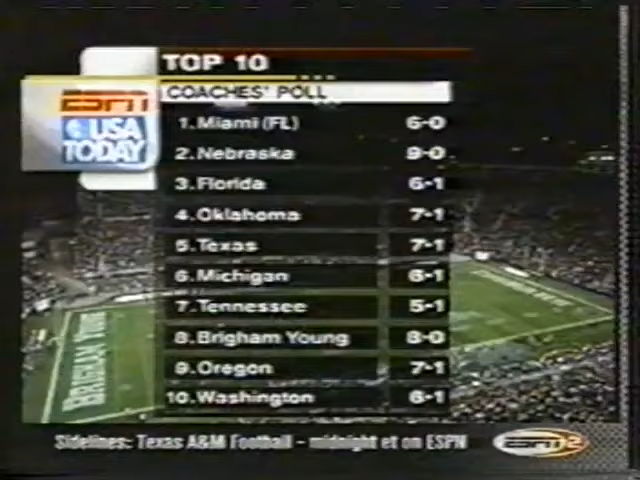 TOP 10
COACHES' POLL
ESPN
USA
TODAY
1. Miami (FL) 6-0
2. Nebraska 9-0
3. Florida 6-1
4. Oklahoma 7-1
5. Texas 7-1
6. Michigan 6-1
7. Tennessee 5-1
8. Brigham Young 8-0
9. Oregon 7-1
10. Washington 6-1
BRIGHAM YOUNG
Sidelines: Texas A&M Football - midnight et on ESPN
ESPN2